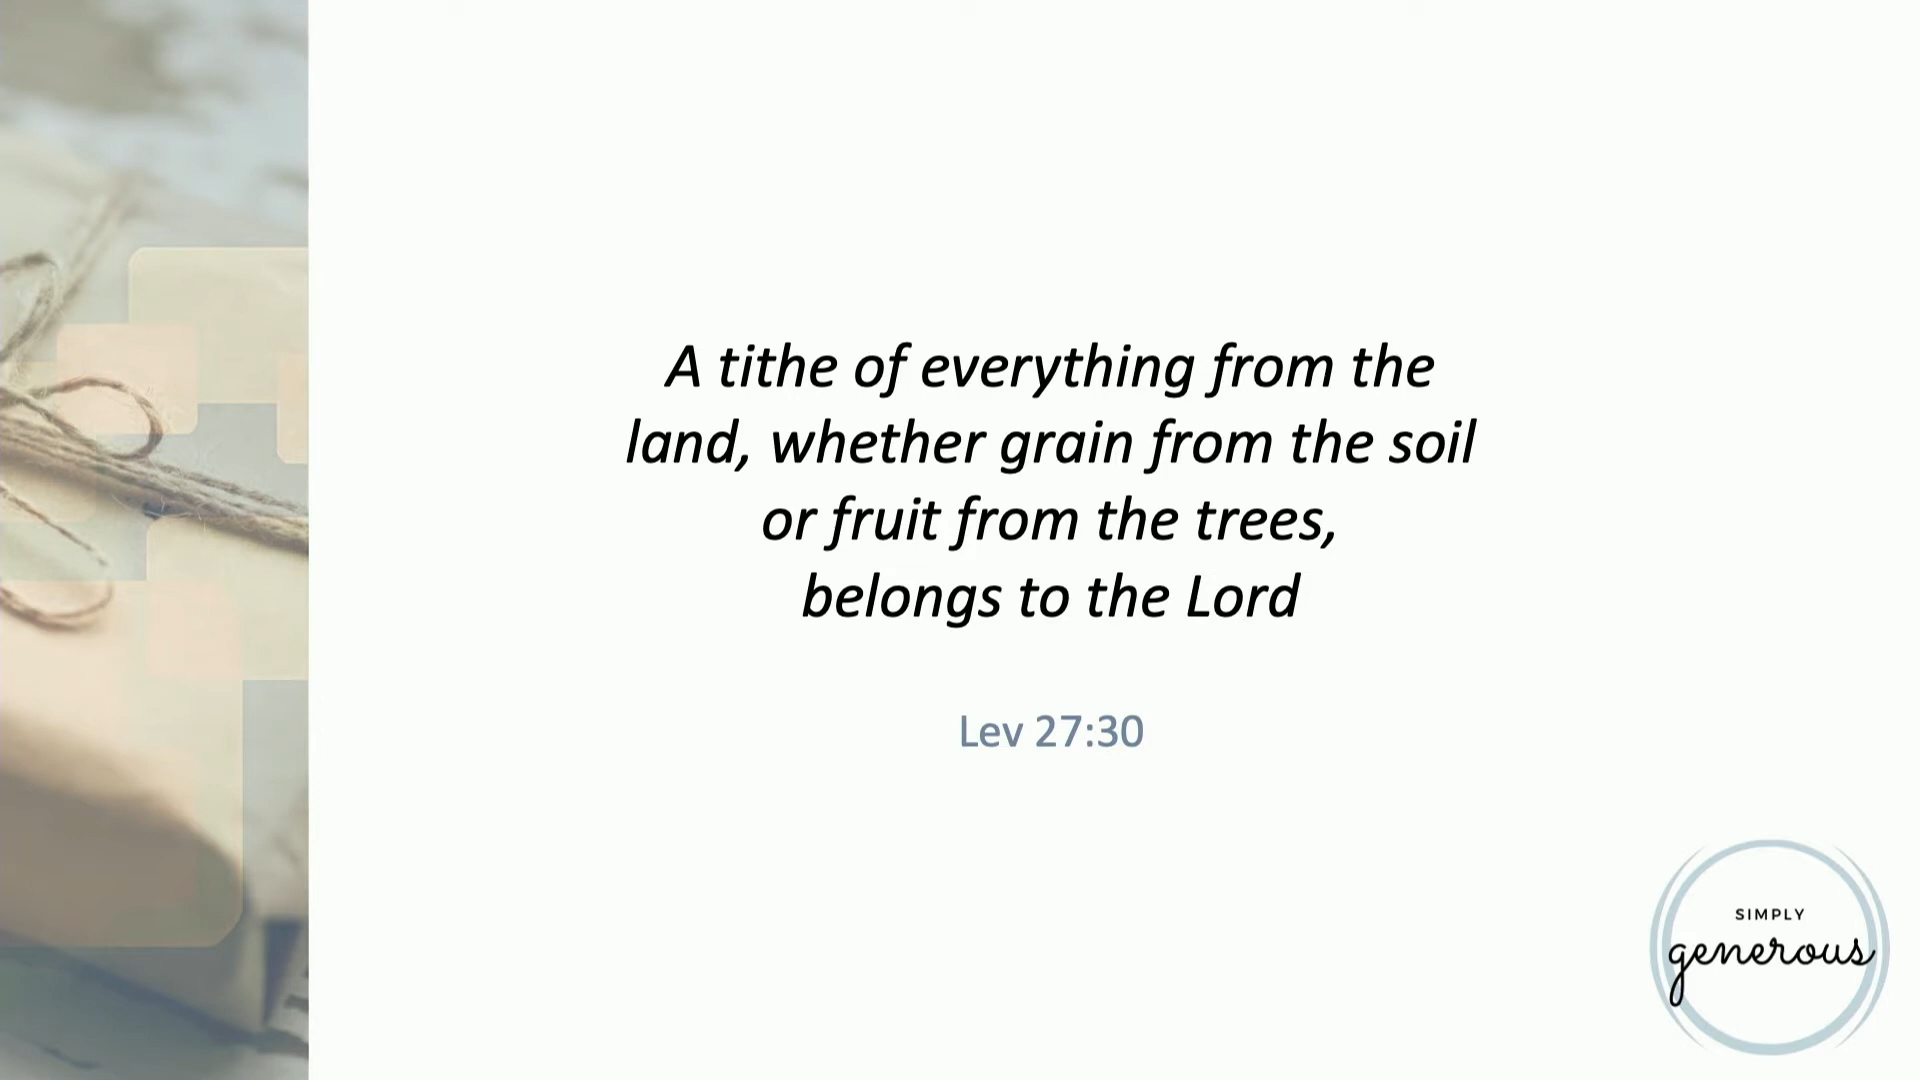 A tithe of everything from the
land, whether grain from the soil
or fruit from the trees,
belongs to the Lord
Lev 27:30
SIMPLY
generous